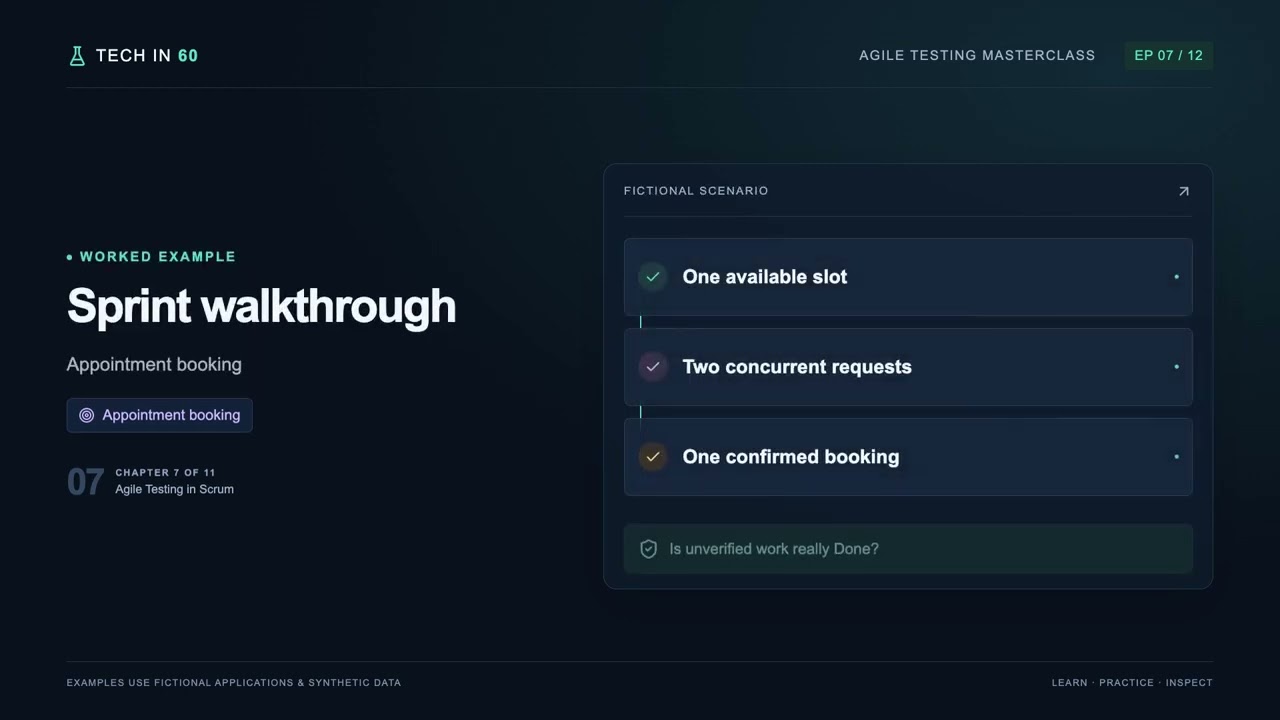 TECH IN 60
AGILE TESTING MASTERCLASS
EP 07 / 12
WORKED EXAMPLE
Sprint walkthrough
Appointment booking
Appointment booking
07
CHAPTER 7 OF 11
Agile Testing in Scrum
FICTIONAL SCENARIO
One available slot
Two concurrent requests
One confirmed booking
Is unverified work really Done?
EXAMPLES USE FICTIONAL APPLICATIONS & SYNTHETIC DATA
LEARN · PRACTICE · INSPECT